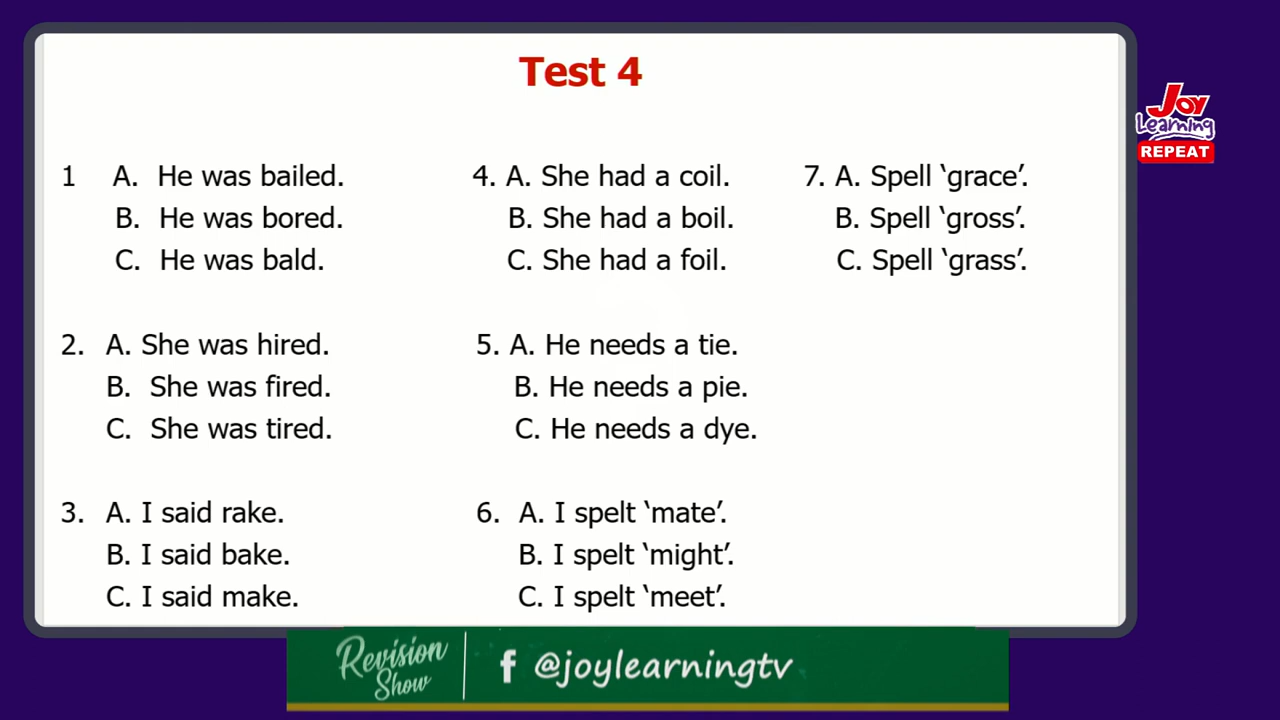 Test 4
1 A. He was bailed.
B. He was bored.
C. He was bald.
2. A. She was hired.
B. She was fired.
C. She was tired.
3. A. I said rake.
B. I said bake.
C. I said make.
4. A. She had a coil.
B. She had a boil.
C. She had a foil.
5. A. He needs a tie.
B. He needs a pie.
C. He needs a dye.
6. A. I spelt ‘mate’.
B. I spelt ‘might’.
C. I spelt ‘meet’.
7. A. Spell ‘grace’.
B. Spell ‘gross’.
C. Spell ‘grass’.
Joy
Learning
REPEAT
Revision
Show
f @joylearningtv